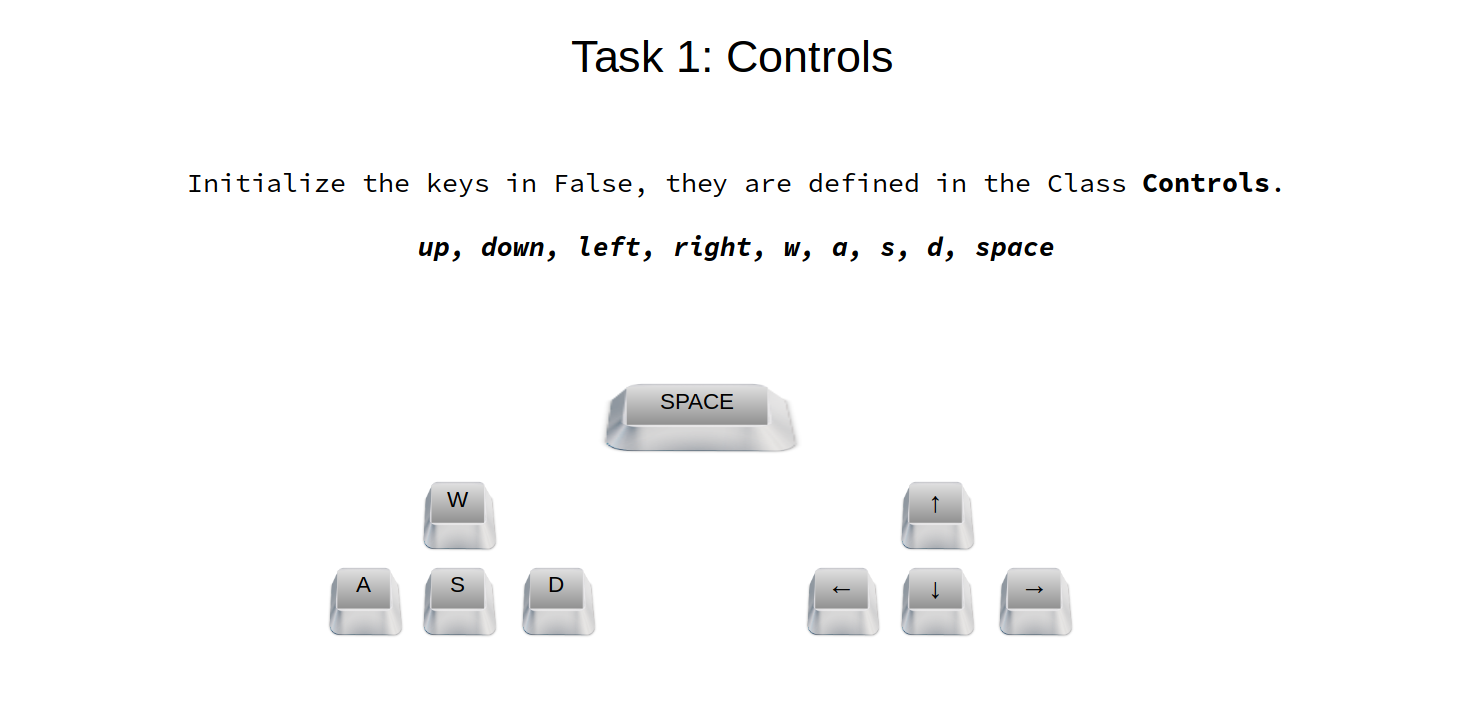 Task 1: Controls
Initialize the keys in False, they are defined in the Class Controls.
up, down, left, right, w, a, s, d, space
SPACE
W
↑
A S D
← ↓ →